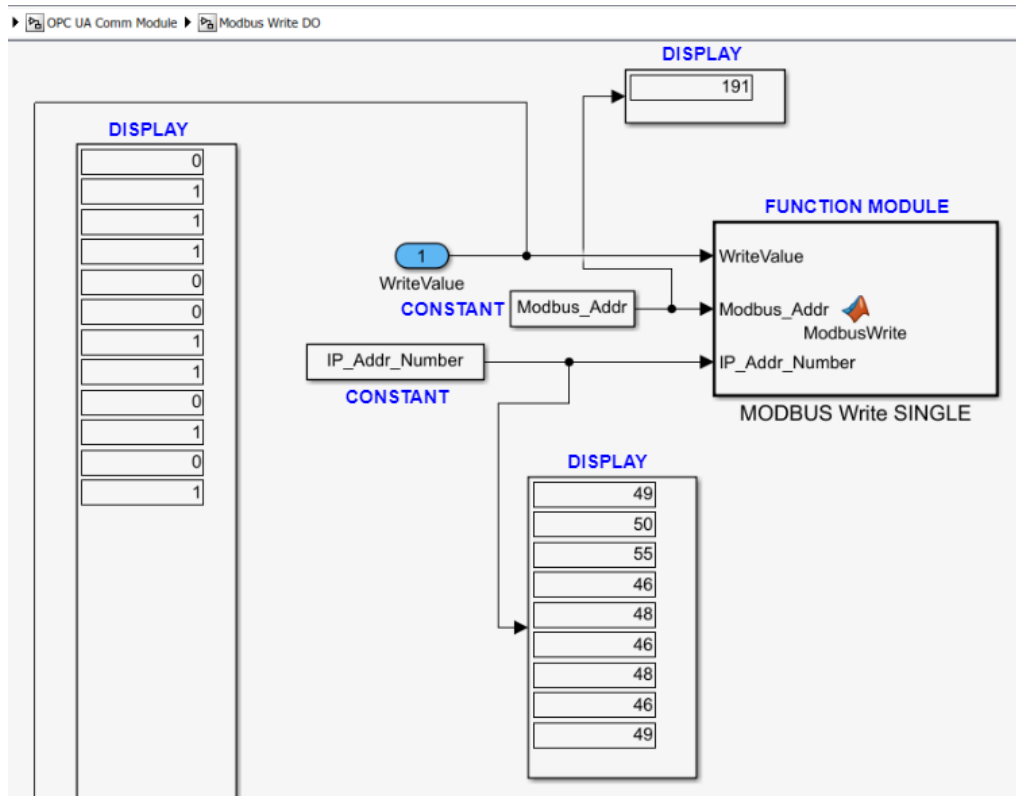 OPC UA Comm Module Modbus Write DO
DISPLAY
191
DISPLAY
0
1
1
1
0
0
1
1
0
1
0
1
FUNCTION MODULE
1
WriteValue
WriteValue
CONSTANT
Modbus_Addr
Modbus_Addr
ModbusWrite
IP_Addr_Number
IP_Addr_Number
CONSTANT
MODBUS Write SINGLE
DISPLAY
49
50
55
46
48
46
48
46
49